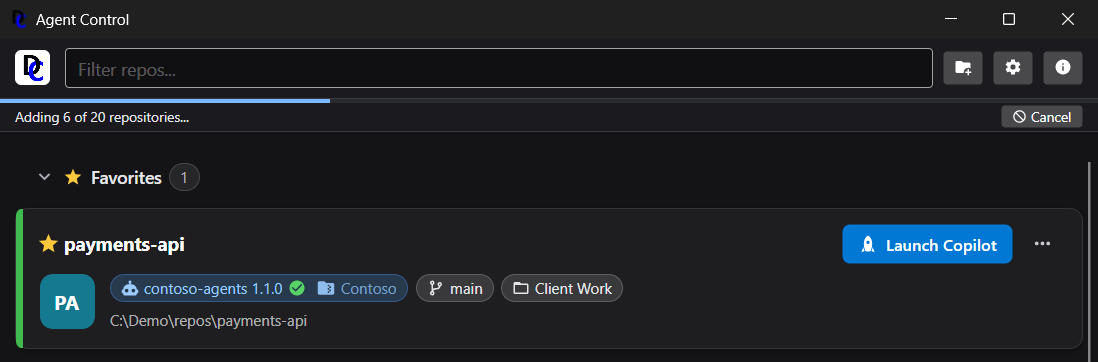 Agent Control
DC
Filter repos...
Adding 6 of 20 repositories...
Cancel
Favorites 1
payments-api
Launch Copilot
PA
contoso-agents 1.1.0 Contoso main Client Work
C:\Demo\repos\payments-api